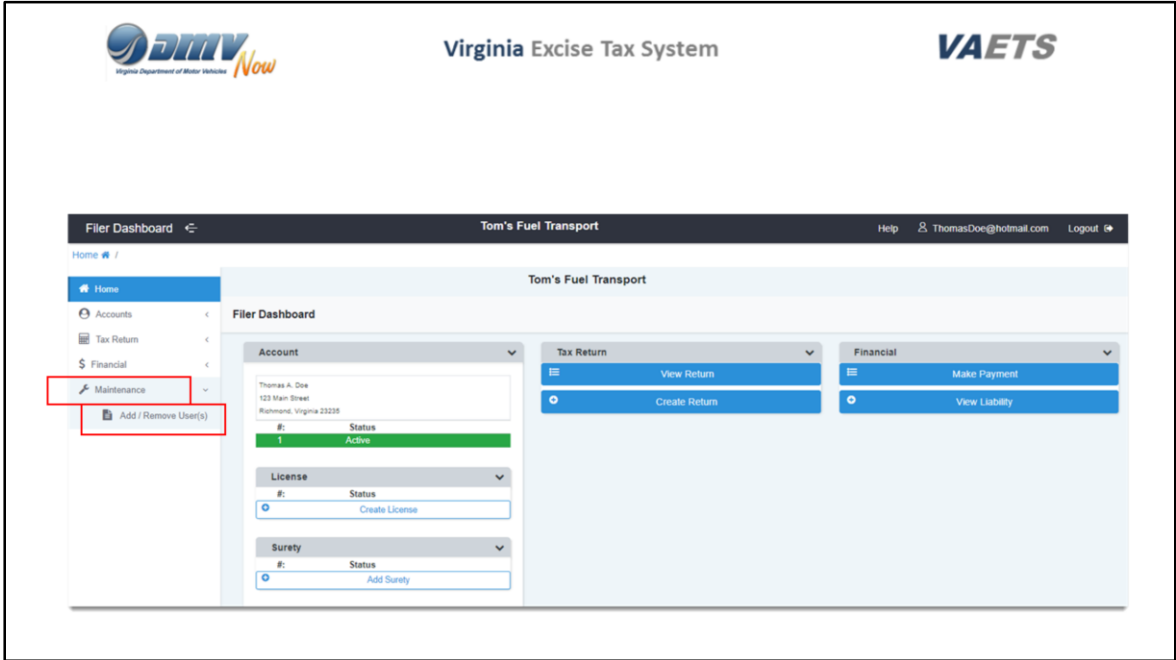 DMV Now
Virginia Department of Motor Vehicles
Virginia Excise Tax System
VAETS
Filer Dashboard
Tom's Fuel Transport
Help
ThomasDoe@hotmail.com
Logout
Home /
Home
Accounts
Tax Return
$ Financial
Maintenance
Add / Remove User(s)
Tom's Fuel Transport
Filer Dashboard
Account
Thomas A. Doe
123 Main Street
Richmond, Virginia 23235
#: Status
1 Active
License
#: Status
Create License
Surety
#: Status
Add Surety
Tax Return
View Return
Create Return
Financial
Make Payment
View Liability